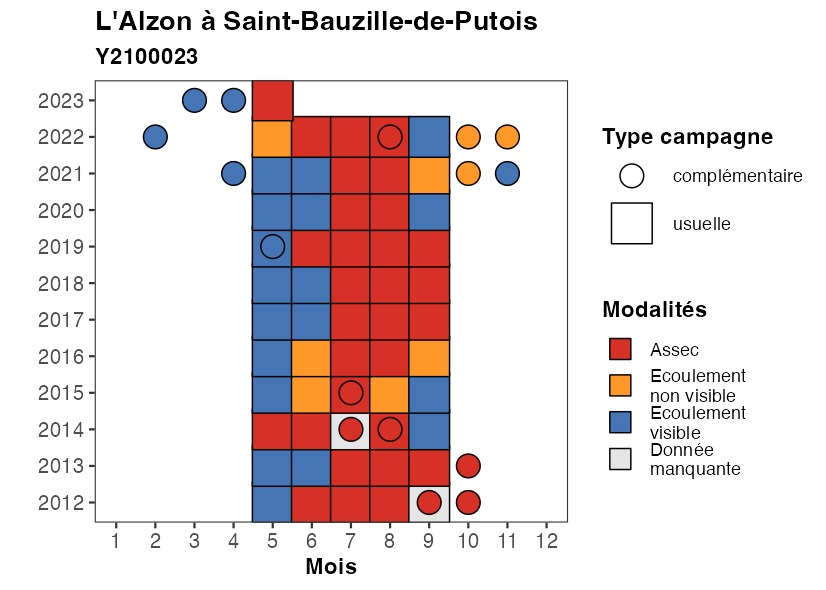 L'Alzon à Saint-Bauzille-de-Putois
Y2100023
2023
2022
2021
2020
2019
2018
2017
2016
2015
2014
2013
2012
1 2 3 4 5 6 7 8 9 10 11 12
Mois
Type campagne
complémentaire
usuelle
Modalités
Assec
Ecoulement
non visible
Ecoulement
visible
Donnée
manquante